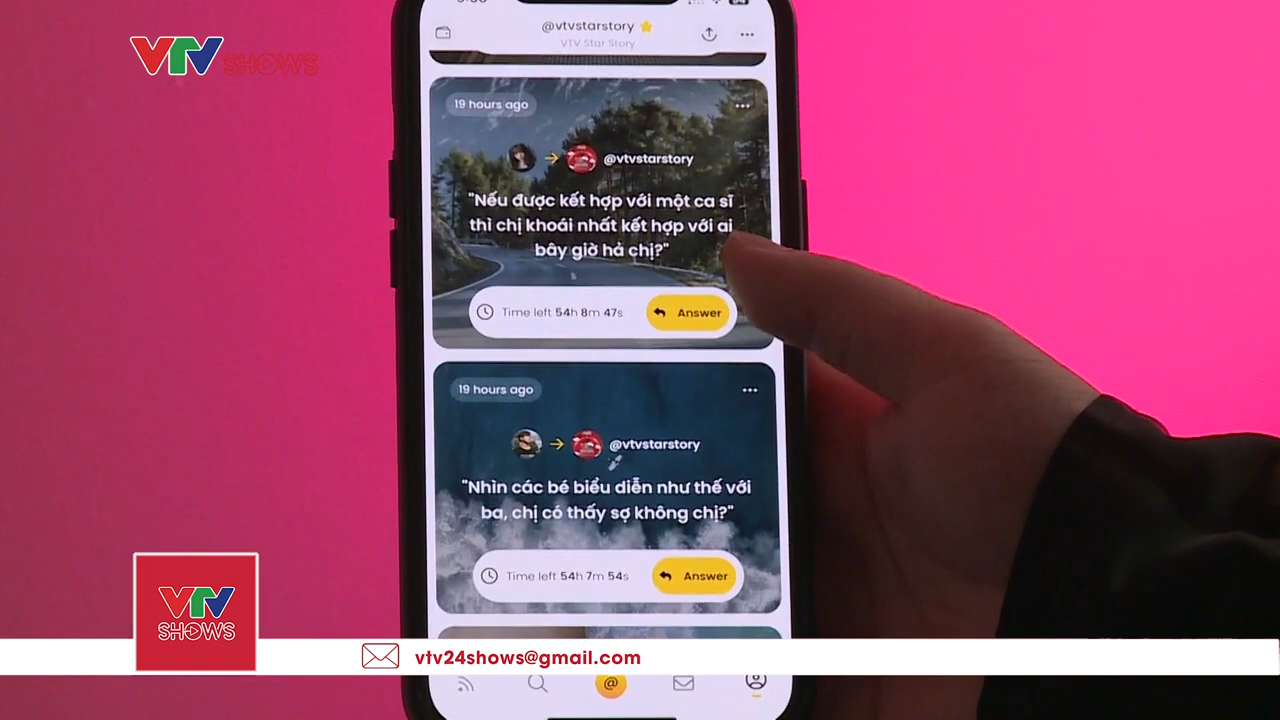 VTV SHOWS
@vtvstarstory
VTV Star Story
19 hours ago
@vtvstarstory
"Nếu được kết hợp với một ca sĩ
thì chị khoái nhất kết hợp với ai
bây giờ hả chị?"
Time left 54h 8m 47s
Answer
19 hours ago
@vtvstarstory
"Nhìn các bé biểu diễn như thế với
ba, chị có thấy sợ không chị?"
Time left 54h 7m 54s
Answer
VTV
SHOWS
vtv24shows@gmail.com
@